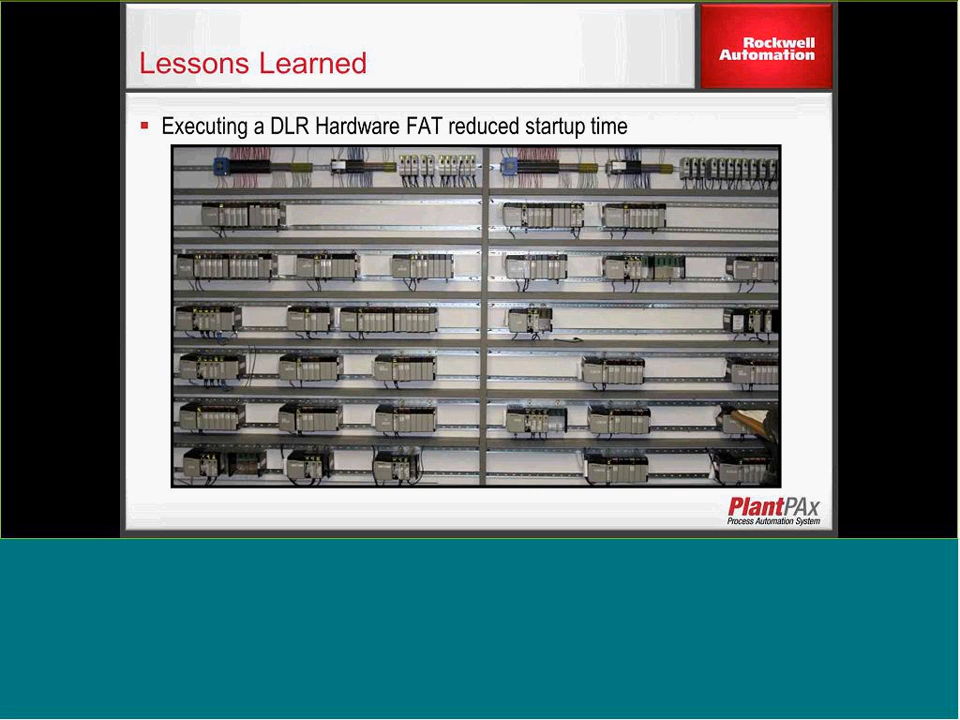 Lessons Learned
Rockwell
Automation
Executing a DLR Hardware FAT reduced startup time
PlantPAx
Process Automation System